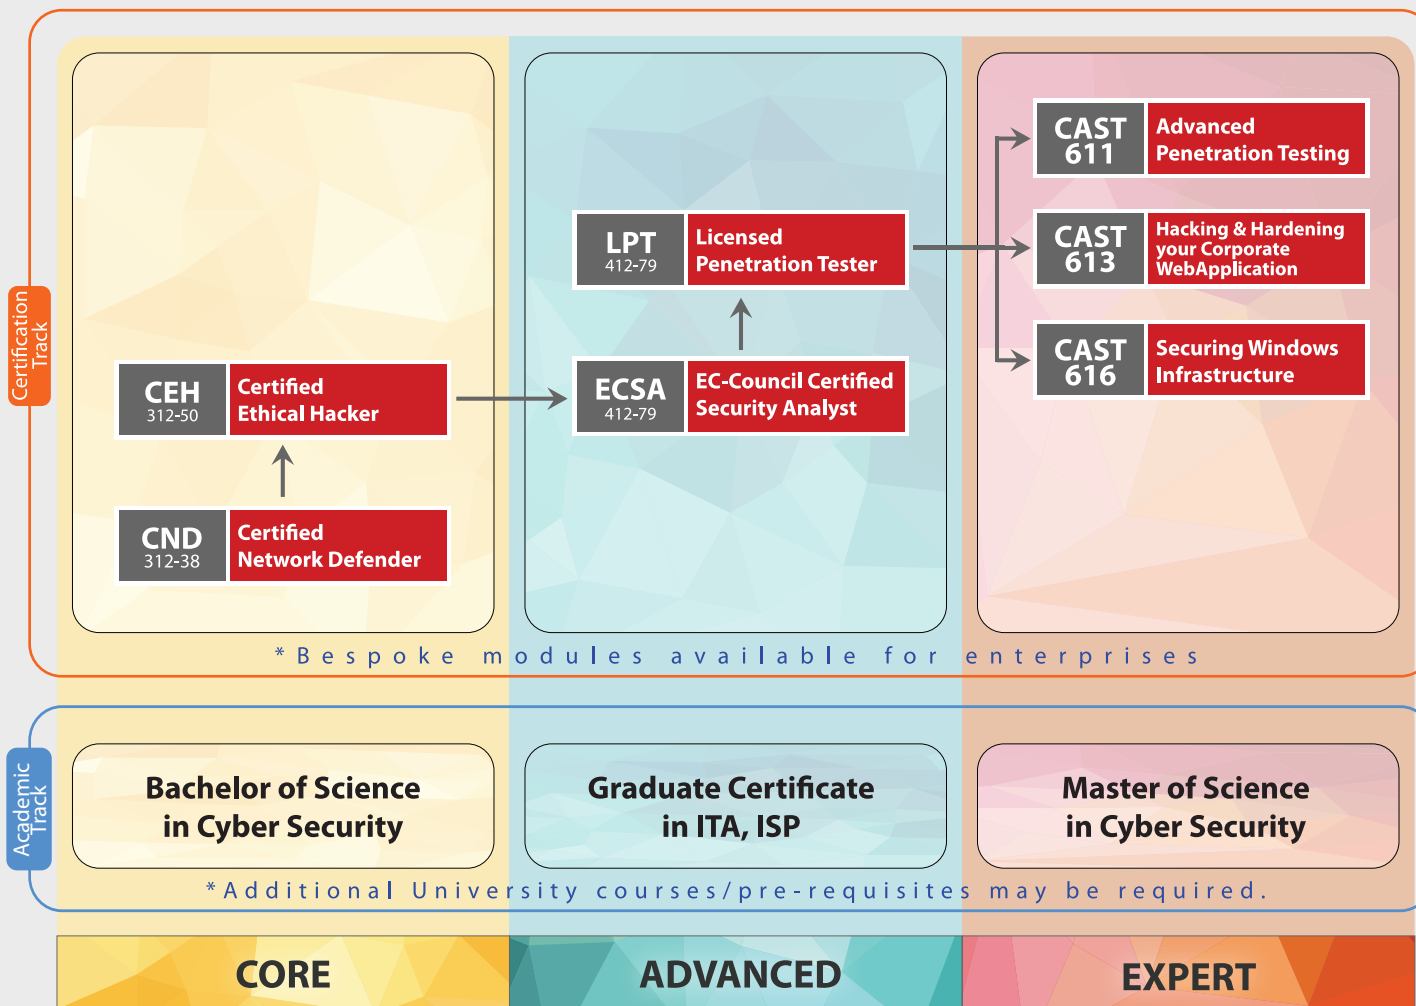 Certification
Track
CEH
312-50
Certified
Ethical Hacker
CND
312-38
Certified
Network Defender
LPT
412-79
Licensed
Penetration Tester
ECSA
412-79
EC-Council Certified
Security Analyst
CAST
611
Advanced
Penetration Testing
CAST
613
Hacking & Hardening
your Corporate
WebApplication
CAST
616
Securing Windows
Infrastructure
* Bespoke modules available for enterprises
Academic
Track
Bachelor of Science
in Cyber Security
Graduate Certificate
in ITA, ISP
Master of Science
in Cyber Security
* Additional University courses/pre-requisites may be required.
CORE
ADVANCED
EXPERT